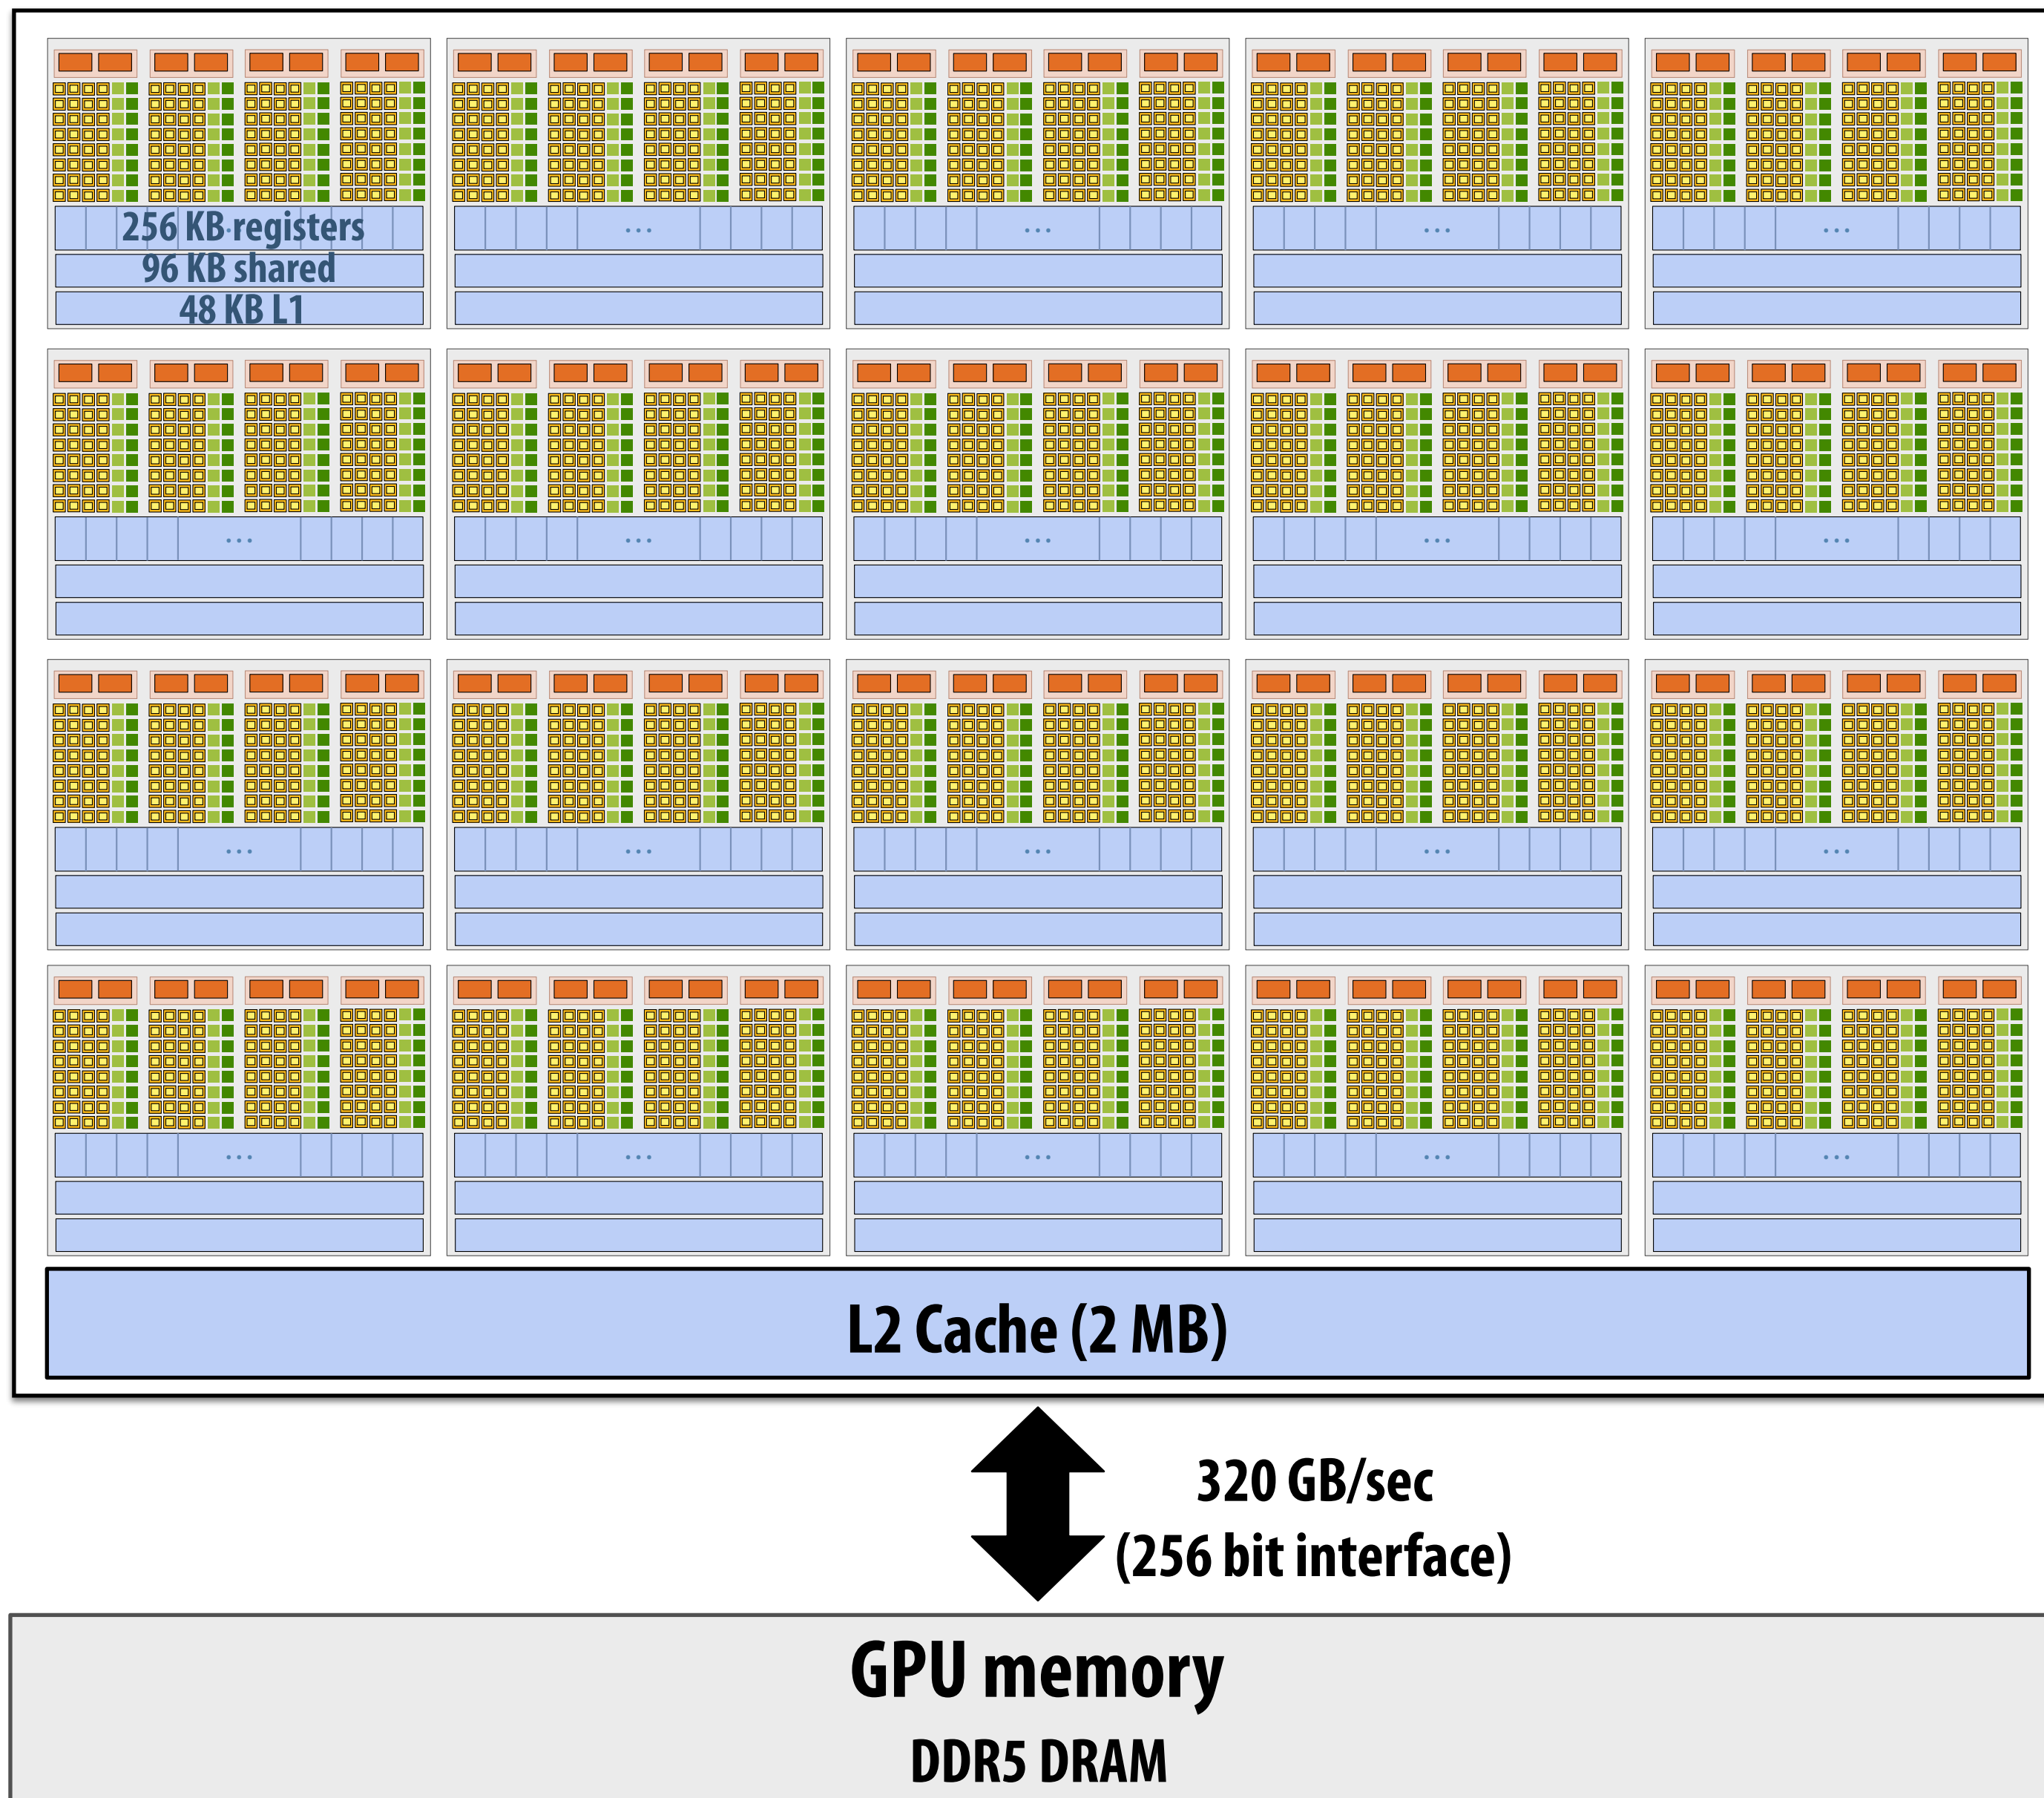 256 KB registers
96 KB shared
48 KB L1
L2 Cache (2 MB)
320 GB/sec
(256 bit interface)
GPU memory
DDR5 DRAM